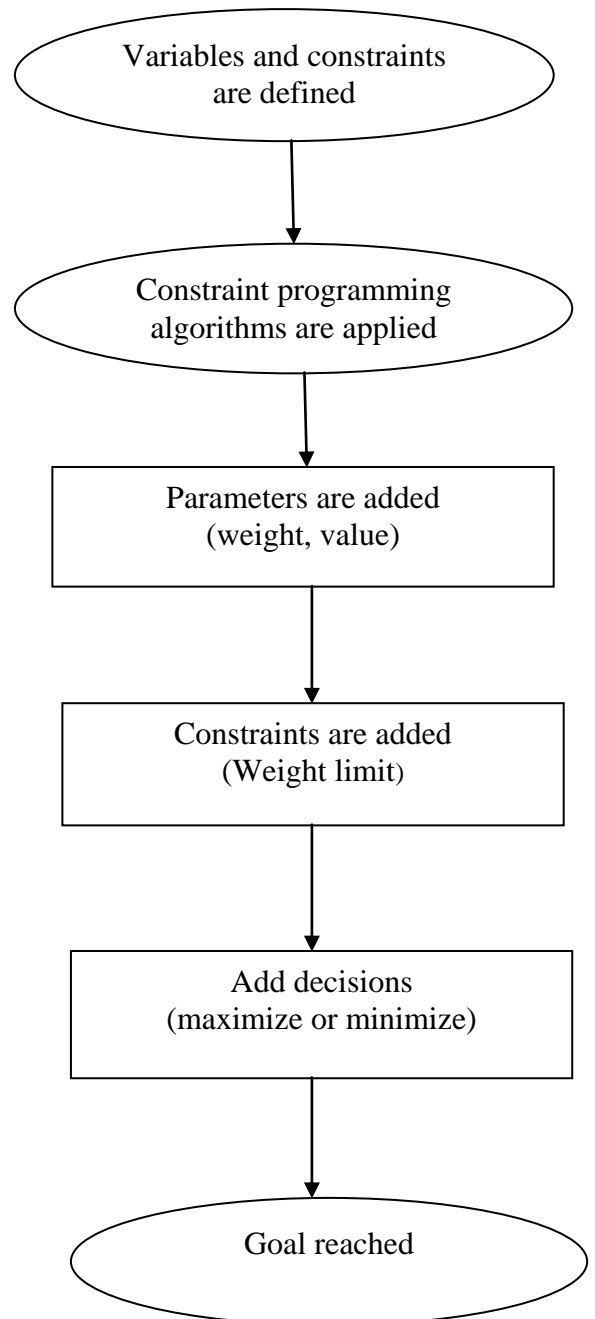 Variables and constraints
are defined
Constraint programming
algorithms are applied
Parameters are added
(weight, value)
Constraints are added
(Weight limit)
Add decisions
(maximize or minimize)
Goal reached